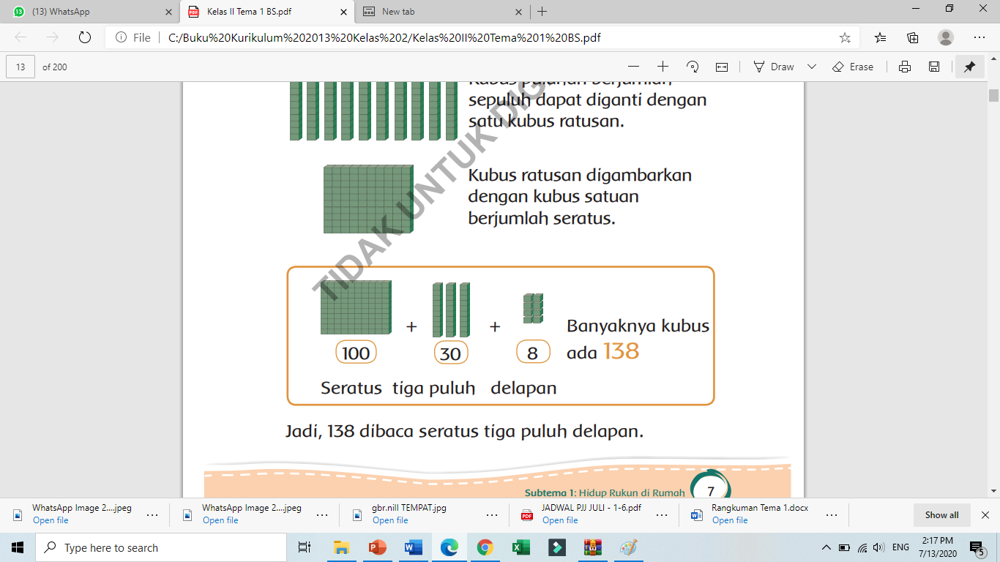 (13) WhatsApp
Kelas II Tema 1 BS.pdf
New tab
File
C:/Buku%20Kurikulum%202013%20Kelas%202/Kelas%20II%20Tema%201%20BS.pdf
13 of 200
Draw
Erase
Kubus puluhan berjumlah
sepuluh dapat diganti dengan
satu kubus ratusan.
Kubus ratusan digambarkan
dengan kubus satuan
berjumlah seratus.
TIDAK UNTUK DIG
+ + Banyaknya kubus
100 30 8 ada 138
Seratus tiga puluh delapan
Jadi, 138 dibaca seratus tiga puluh delapan.
Subtema 1: Hidup Rukun di Rumah 7
WhatsApp Image 2....jpeg
Open file
WhatsApp Image 2....jpeg
Open file
gbr.nill TEMPAT.jpg
Open file
JADWAL PJJ JULI - 1-6.pdf
Open file
Rangkuman Tema 1.docx
Open file
Show all
Type here to search
ENG
2:17 PM
7/13/2020
5